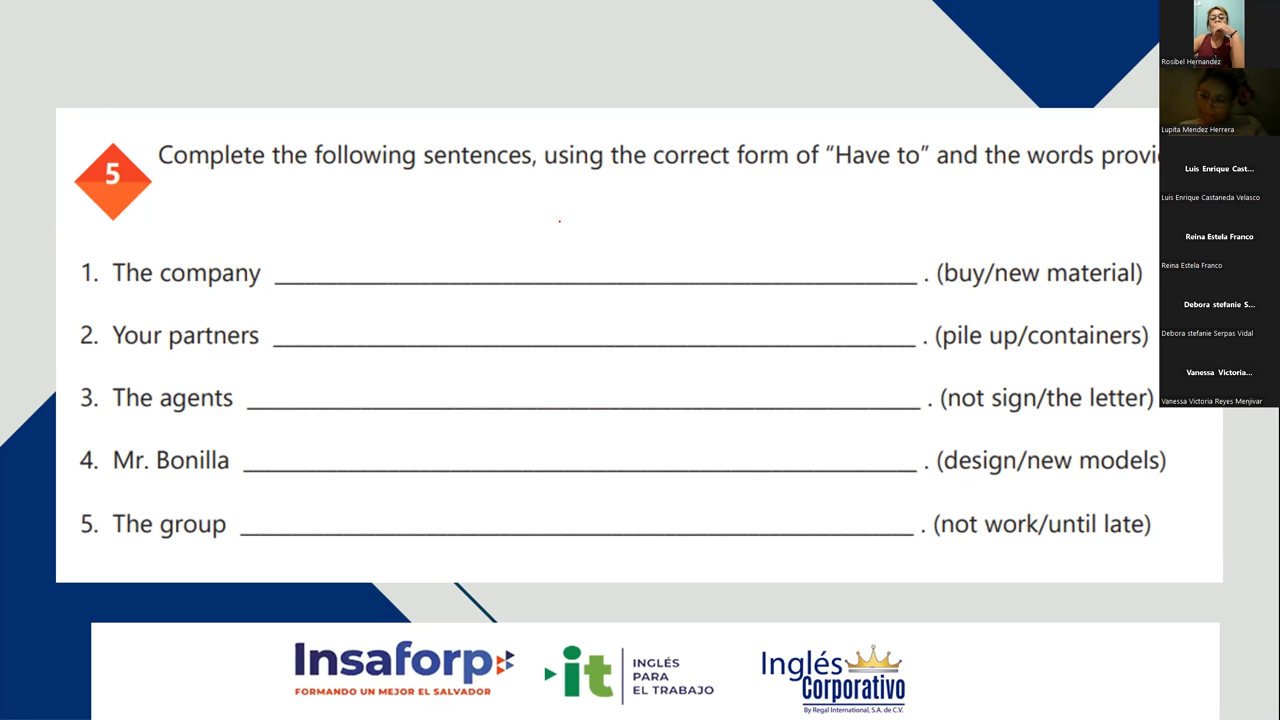 5
Complete the following sentences, using the correct form of “Have to” and the words provi
1. The company ______________________. (buy/new material)
2. Your partners ______________________. (pile up/containers)
3. The agents ______________________. (not sign/the letter)
4. Mr. Bonilla ______________________. (design/new models)
5. The group ______________________. (not work/until late)
Insaforp
FORMANDO UN MEJOR EL SALVADOR
it
INGLÉS
PARA
EL TRABAJO
Inglés
Corporativo
By Regal International, S.A. de C.V.
Rosibel Hernandez
Lupita Mendez Herrera
Luis Enrique Cast...
Luis Enrique Castaneda Velasco
Reina Estela Franco
Reina Estela Franco
Debora stefanie S...
Debora stefanie Serpas Vidal
Vanessa Victoria...
Vanessa Victoria Reyes Menjivar